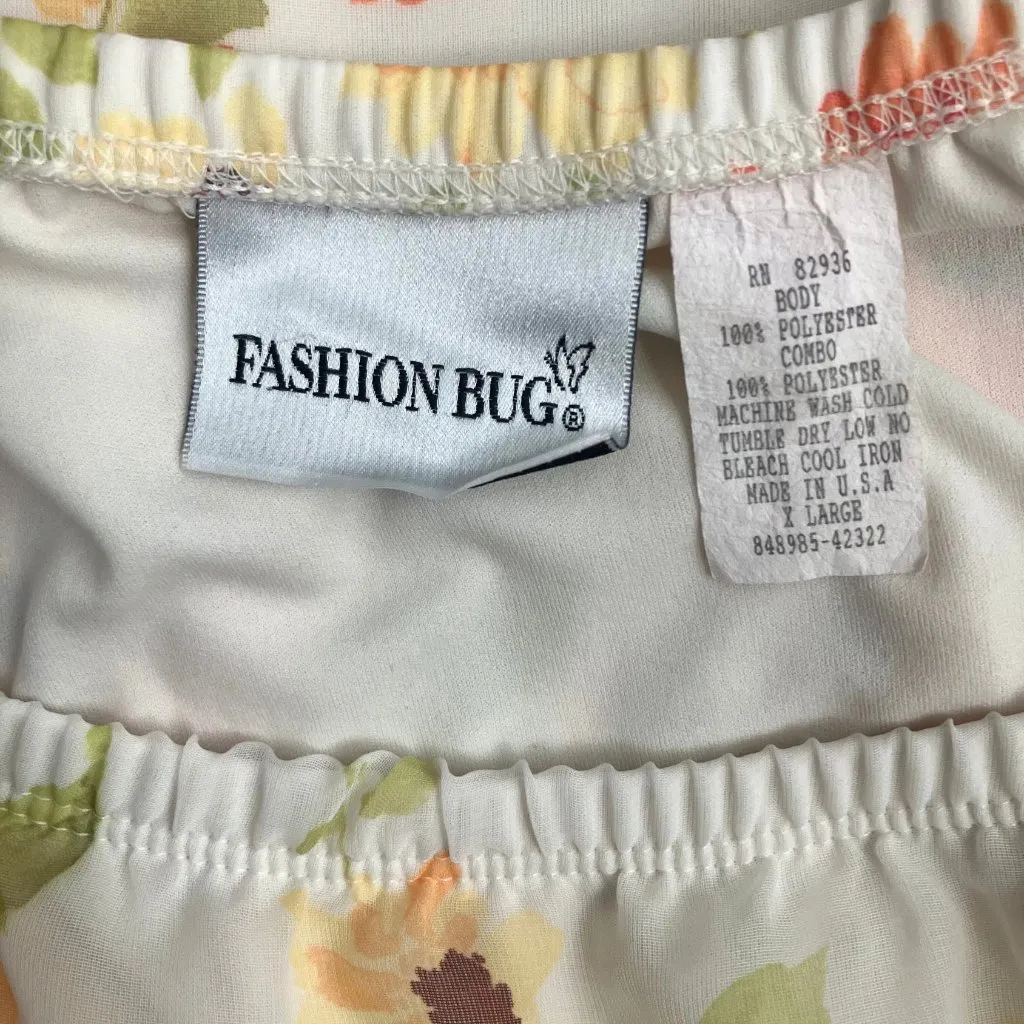 FASHION BUG®
RN 82936
BODY
100% POLYESTER
COMBO
100% POLYESTER
MACHINE WASH COLD
TUMBLE DRY LOW NO
BLEACH COOL IRON
MADE IN U.S.A
X LARGE
848985-42322